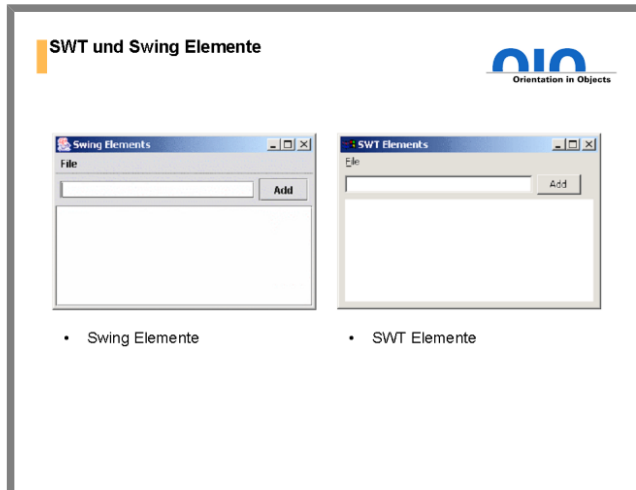 SWT und Swing Elemente
OIO
Orientation in Objects
Swing Elements
File
Add
SWT Elements
File
Add
• Swing Elemente
• SWT Elemente